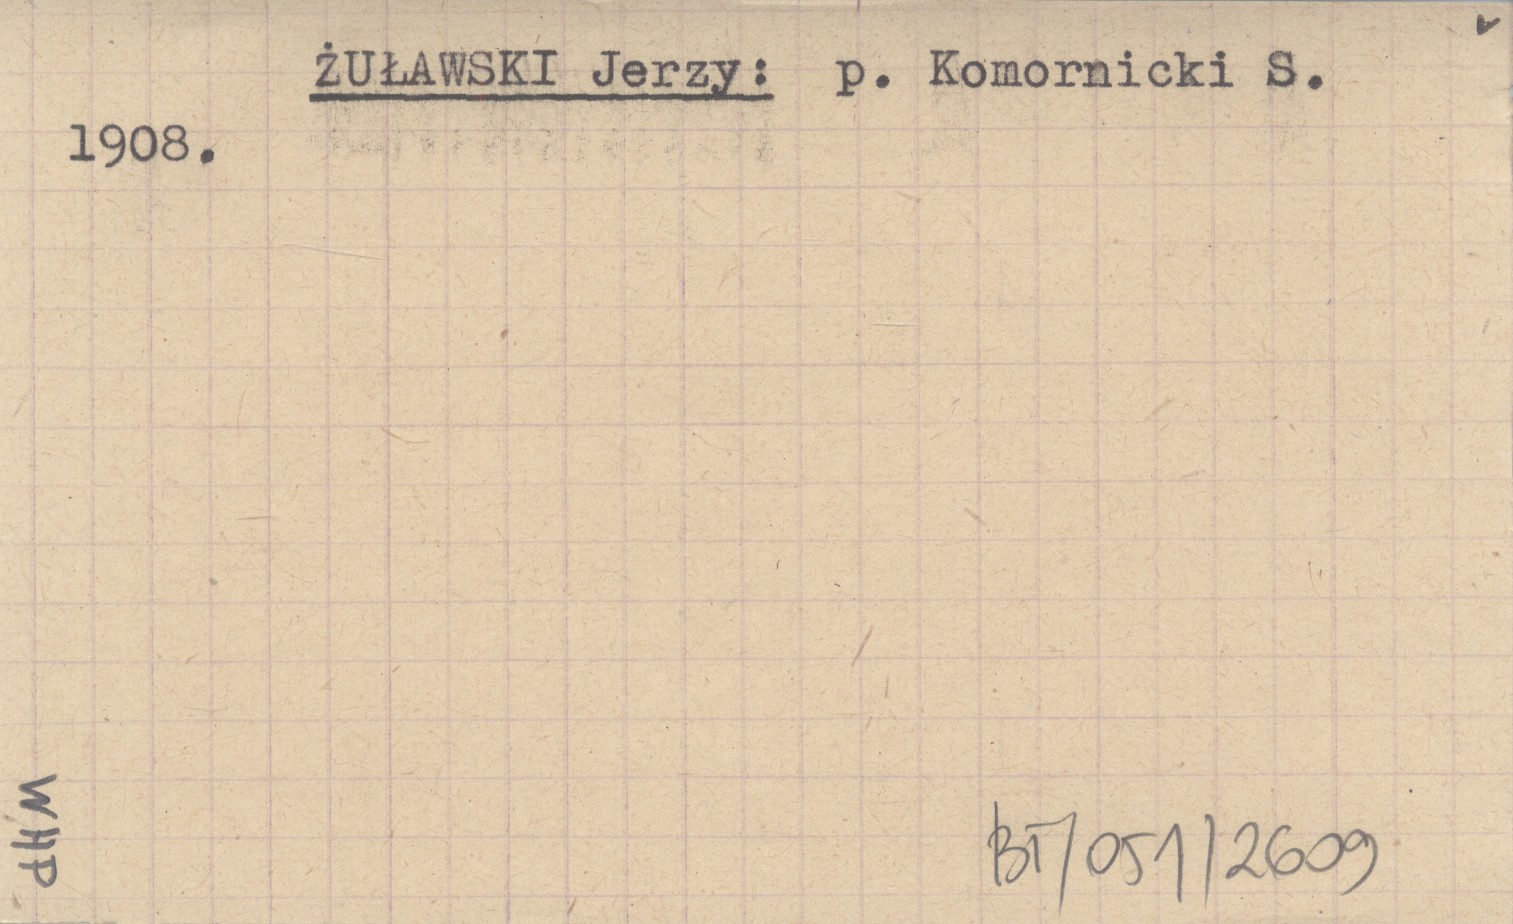 ŻUŁAWSKI Jerzy: p. Komornicki S.
1908.
WHP
BT/051/2609